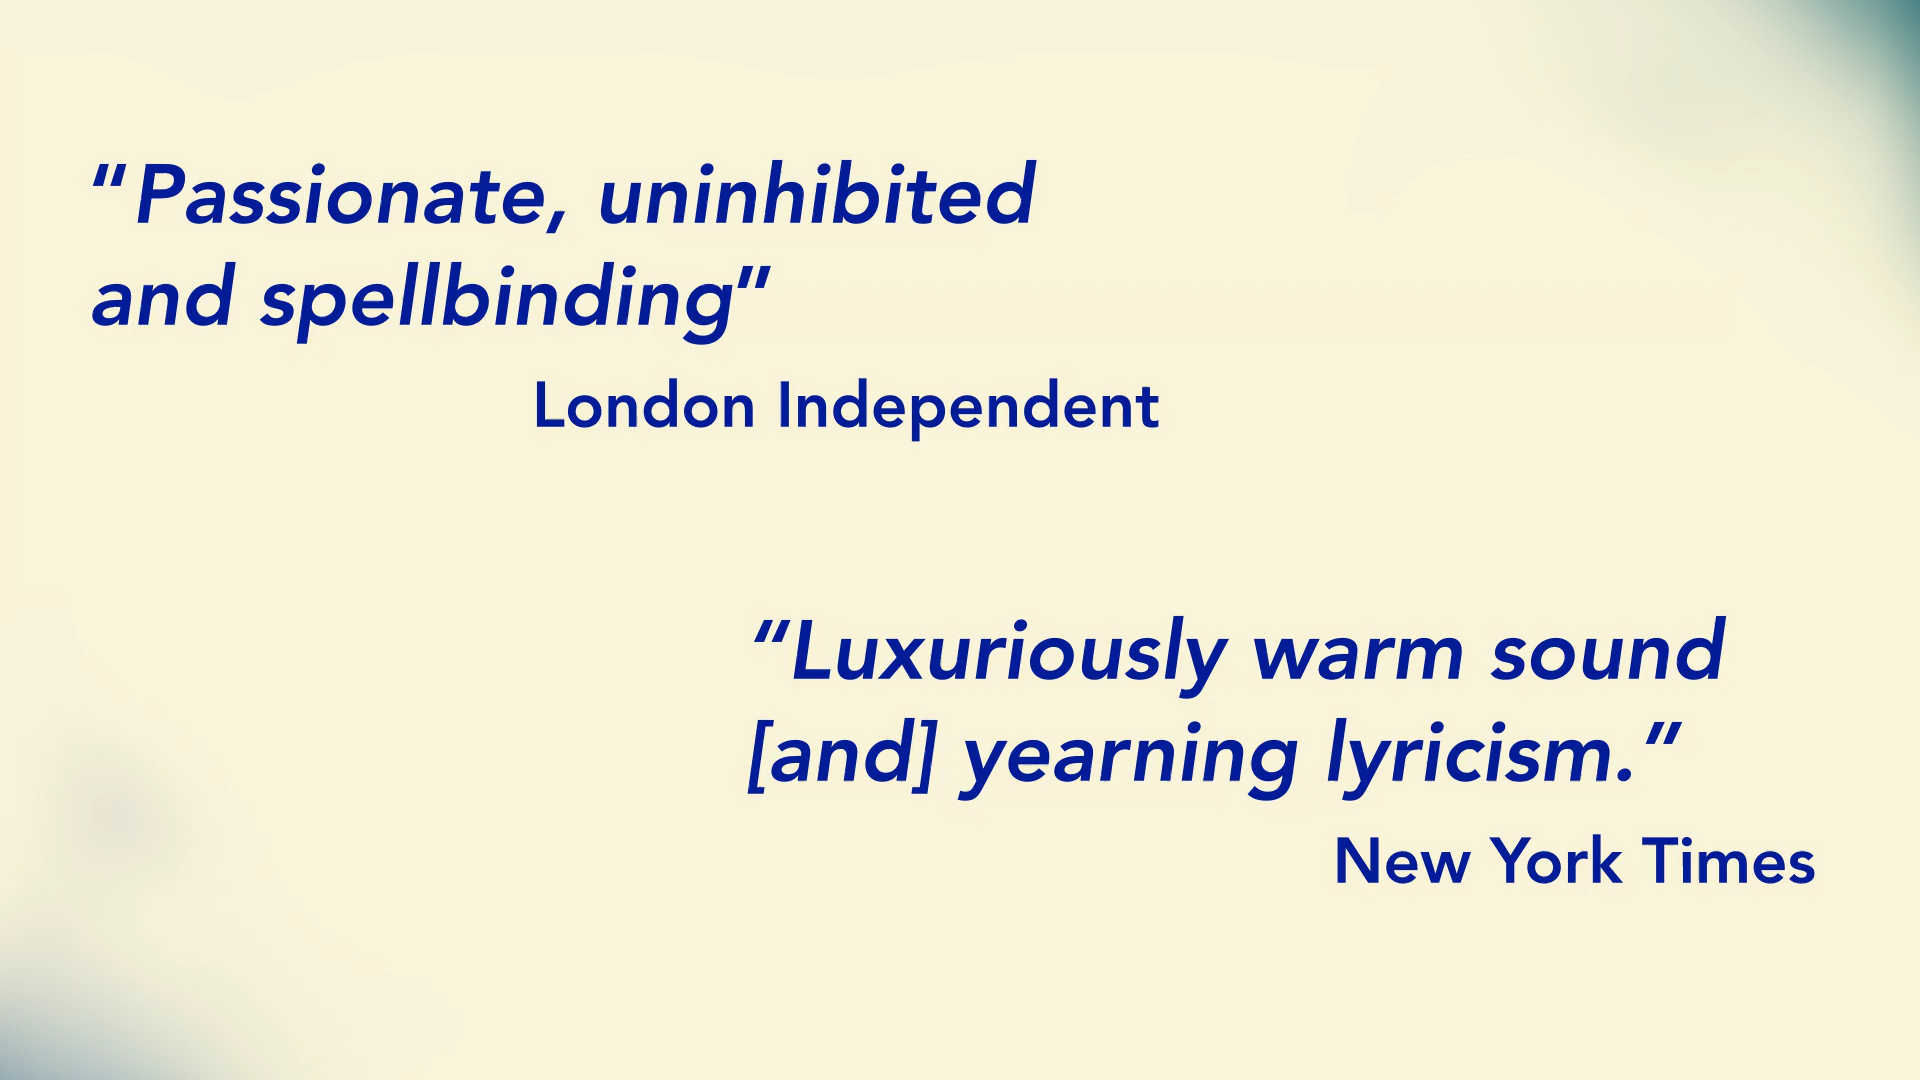 “Passionate, uninhibited
and spellbinding”
London Independent
“Luxuriously warm sound
[and] yearning lyricism.”
New York Times